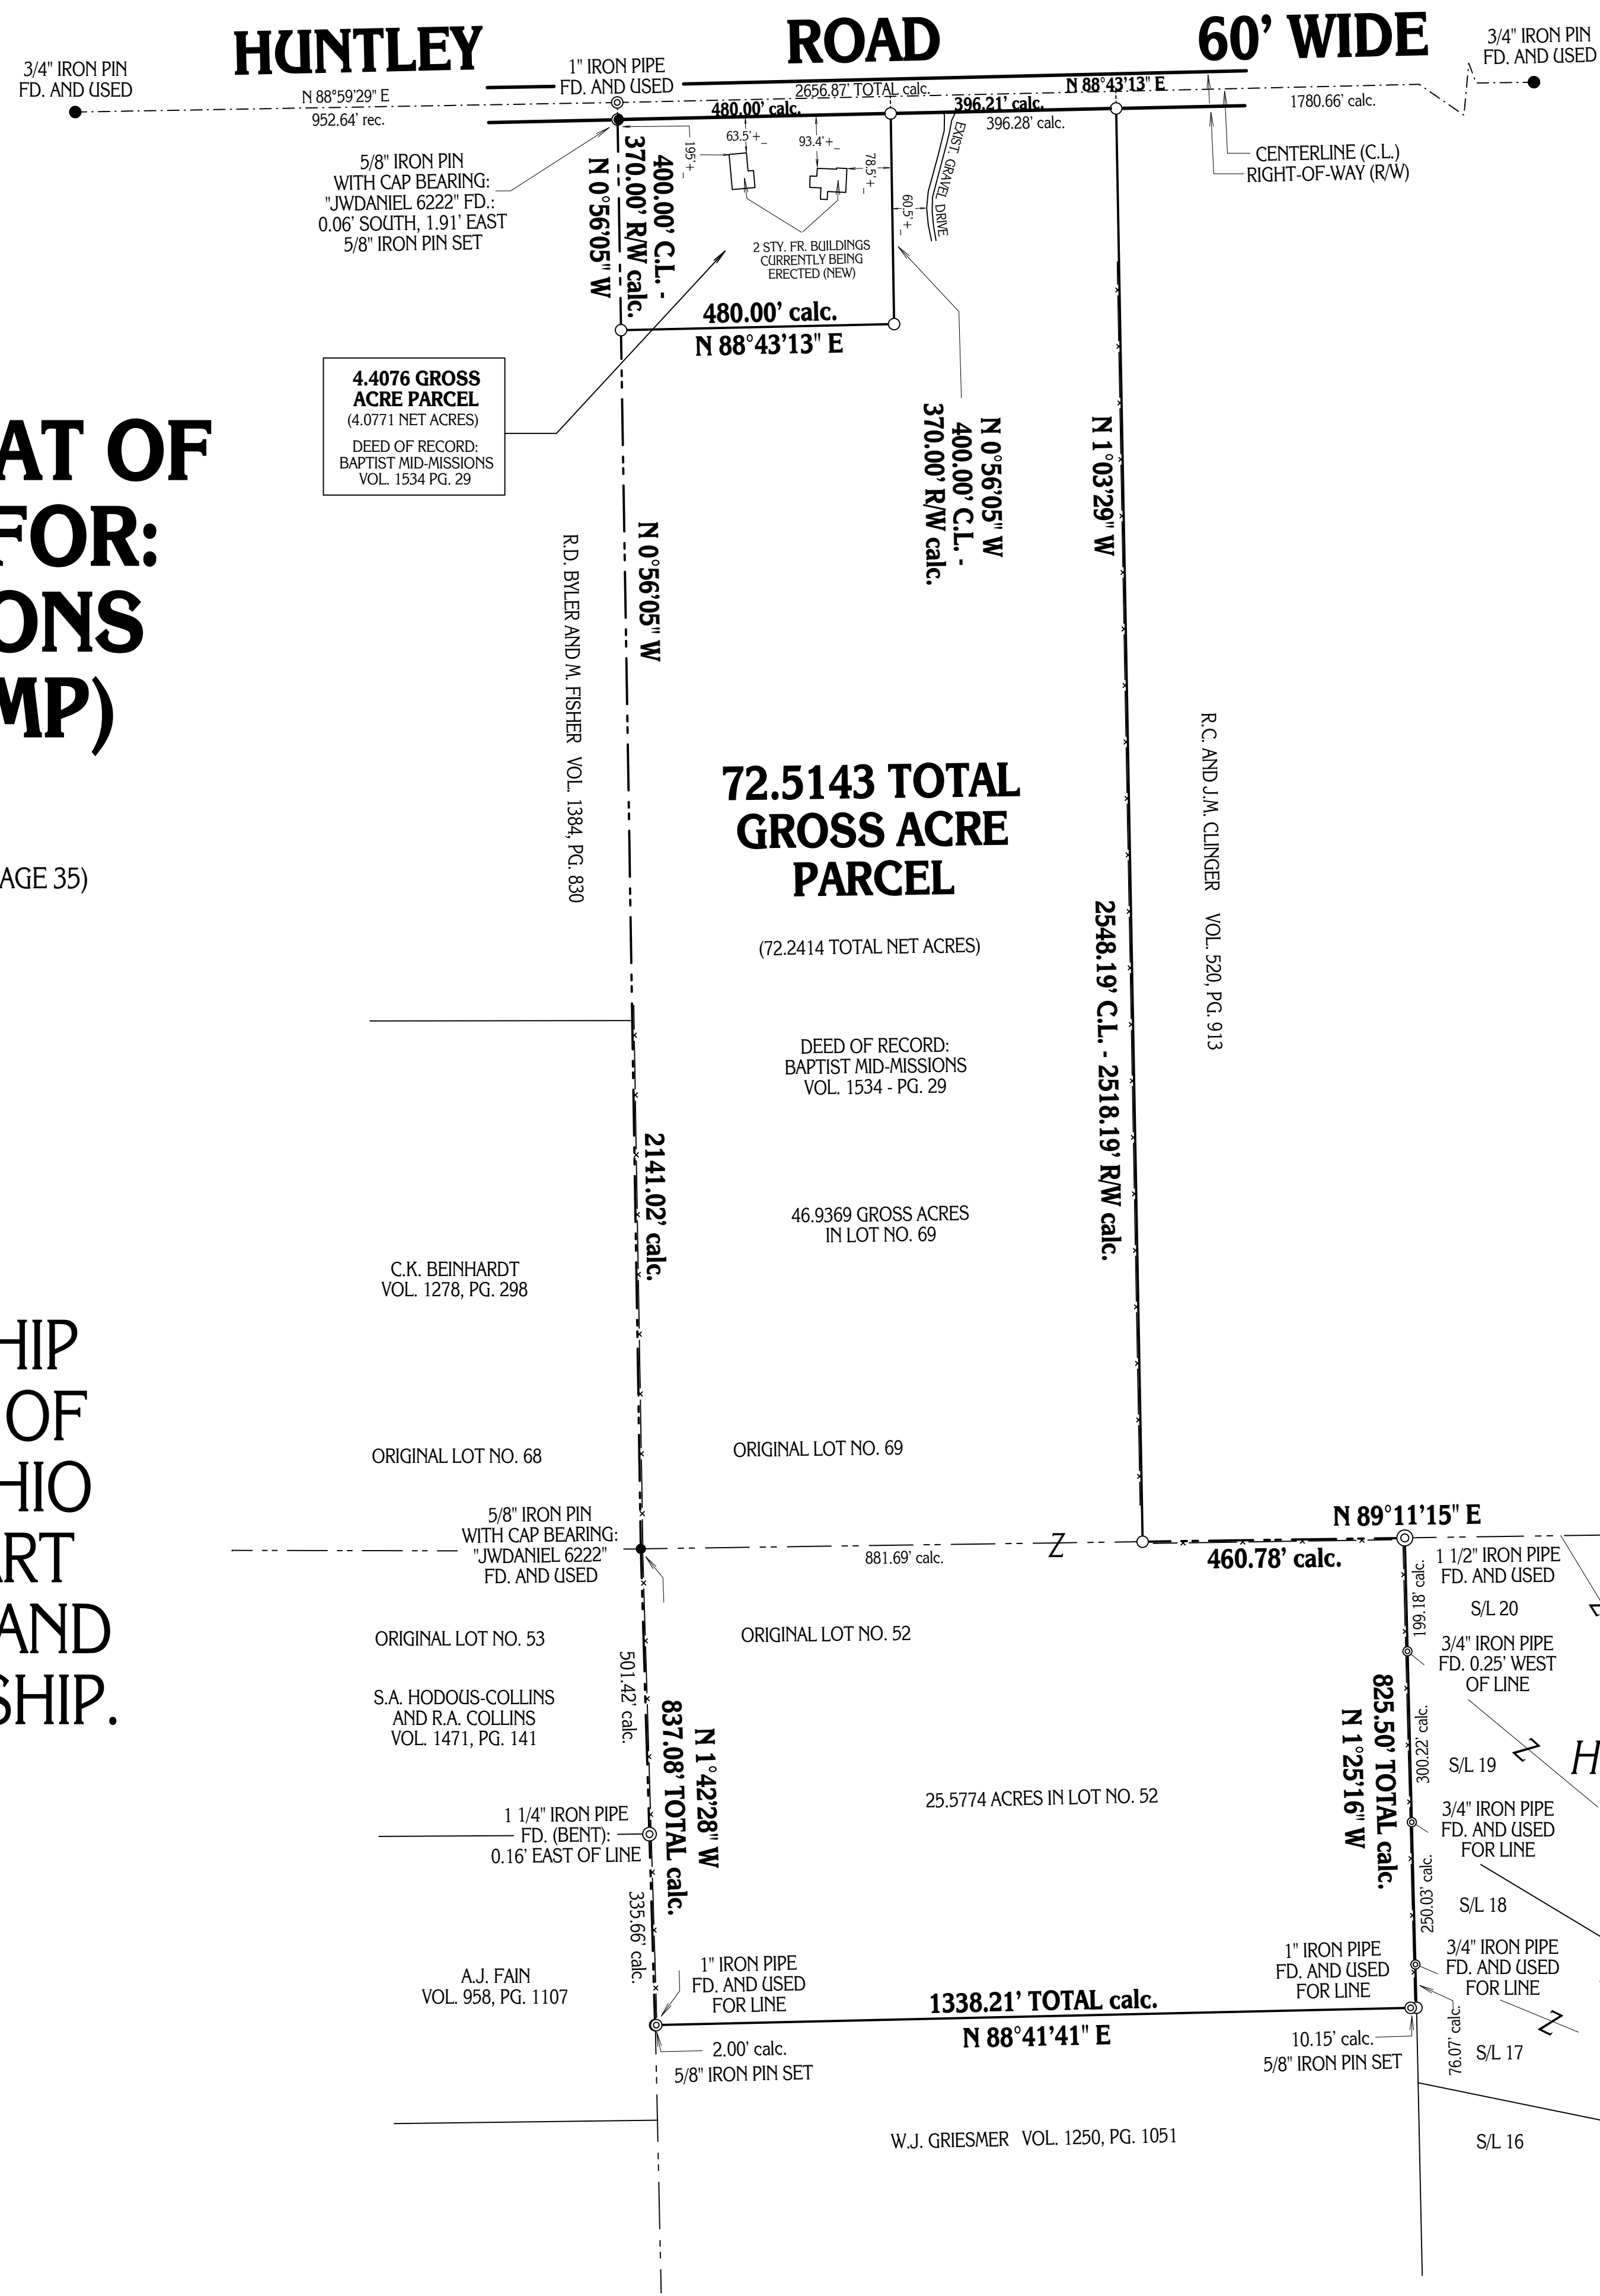 HUNTLEY ROAD 60' WIDE
3/4" IRON PIN
FD. AND USED
N 88°59'29" E
952.64' rec.
1" IRON PIPE
FD. AND USED
2656.87' TOTAL calc.
N 88°43'13" E
480.00' calc.
396.21' calc.
396.28' calc.
1780.66' calc.
3/4" IRON PIN
FD. AND USED
CENTERLINE (C.L.)
RIGHT-OF-WAY (R/W)
5/8" IRON PIN
WITH CAP BEARING:
"JWDANIEL 6222" FD.:
0.06' SOUTH, 1.91' EAST
5/8" IRON PIN SET
N 0°56'05" W
370.00' R/W calc.
400.00' C.L. -
195'+_
63.5'+_
93.4'+_
78.5'+_
60.5'+_
EXIST. GRAVEL DRIVE
2 STY. FR. BUILDINGS
CURRENTLY BEING
ERECTED (NEW)
480.00' calc.
N 88°43'13" E
4.4076 GROSS
ACRE PARCEL
(4.0771 NET ACRES)
DEED OF RECORD:
BAPTIST MID-MISSIONS
VOL. 1534 PG. 29
N 0°56'05" W
400.00' C.L. -
370.00' R/W calc.
N 1°03'29" W
AT OF
FOR:
ONS
MP)
AGE 35)
R.D. BYLER AND M. FISHER VOL. 1384, PG. 830
N 0°56'05" W
72.5143 TOTAL
GROSS ACRE
PARCEL
(72.2414 TOTAL NET ACRES)
DEED OF RECORD:
BAPTIST MID-MISSIONS
VOL. 1534 - PG. 29
2548.19' C.L. - 2518.19' R/W calc.
R.C. AND J.M. CLINGER VOL. 520, PG. 913
2141.02' calc.
46.9369 GROSS ACRES
IN LOT NO. 69
C.K. BEINHARDT
VOL. 1278, PG. 298
HIP
OF
HIO
RT
AND
SHIP.
ORIGINAL LOT NO. 68
ORIGINAL LOT NO. 69
5/8" IRON PIN
WITH CAP BEARING:
"JWDANIEL 6222"
FD. AND USED
881.69' calc.
Z
N 89°11'15" E
460.78' calc.
1 1/2" IRON PIPE
FD. AND USED
199.18' calc.
S/L 20
ORIGINAL LOT NO. 53
ORIGINAL LOT NO. 52
3/4" IRON PIPE
FD. 0.25' WEST
OF LINE
S.A. HODOUS-COLLINS
AND R.A. COLLINS
VOL. 1471, PG. 141
501.42' calc.
837.08' TOTAL calc.
N 1°42'28" W
825.50' TOTAL calc.
N 1°25'16" W
300.22' calc.
S/L 19
Z
H
25.5774 ACRES IN LOT NO. 52
1 1/4" IRON PIPE
FD. (BENT):
0.16' EAST OF LINE
3/4" IRON PIPE
FD. AND USED
FOR LINE
335.66' calc.
250.03' calc.
S/L 18
A.J. FAIN
VOL. 958, PG. 1107
1" IRON PIPE
FD. AND USED
FOR LINE
1" IRON PIPE
FD. AND USED
FOR LINE
3/4" IRON PIPE
FD. AND USED
FOR LINE
1338.21' TOTAL calc.
N 88°41'41" E
2.00' calc.
5/8" IRON PIN SET
10.15' calc.
5/8" IRON PIN SET
76.07' calc.
Z
S/L 17
W.J. GRIESMER VOL. 1250, PG. 1051
S/L 16